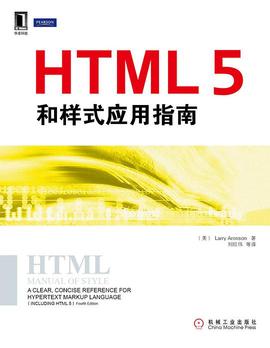 华章科技
PEARSON
HTML 5
和样式应用指南
(美) Larry Aronson 著
刘红伟 等译
HTML
MANUAL OF STYLE
A CLEAR, CONCISE REFERENCE FOR
HYPERTEXT MARKUP LANGUAGE
(INCLUDING HTML 5) Fourth Edition
机械工业出版社
China Machine Press